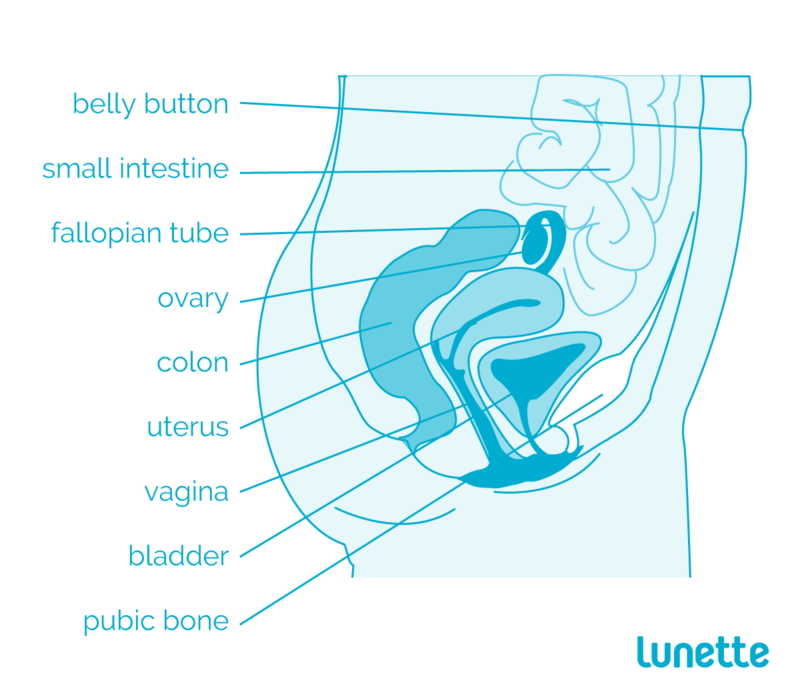 belly button
small intestine
fallopian tube
ovary
colon
uterus
vagina
bladder
pubic bone
lunette